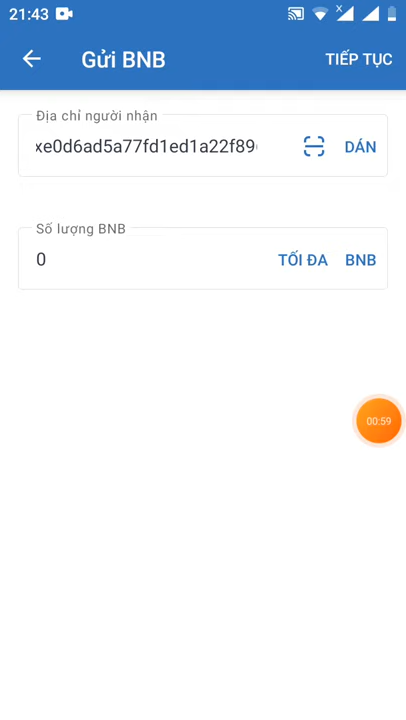 21:43
Gửi BNB
TIẾP TỤC
Địa chỉ người nhận
xe0d6ad5a77fd1ed1a22f89
DÁN
Số lượng BNB
0
TỐI ĐA
BNB
00:59